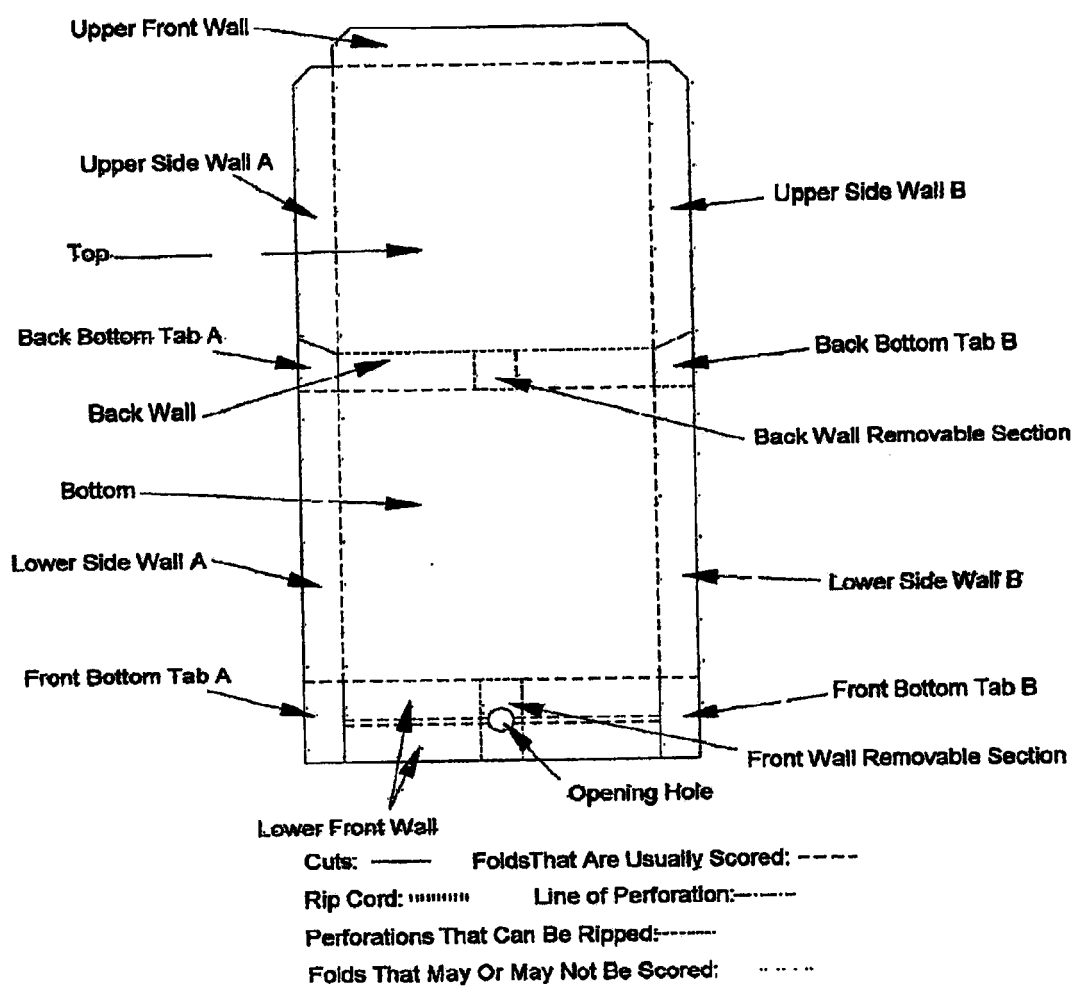 Upper Front Wall
Upper Side Wall A
Upper Side Wall B
Top
Back Bottom Tab A
Back Bottom Tab B
Back Wall
Back Wall Removable Section
Bottom
Lower Side Wall A
Lower Side Wall B
Front Bottom Tab A
Front Bottom Tab B
Front Wall Removable Section
Opening Hole
Lower Front Wall
Cuts: FoldsThat Are Usually Scored:
Rip Cord: Line of Perforation:
Perforations That Can Be Ripped:
Folds That May Or May Not Be Scored: